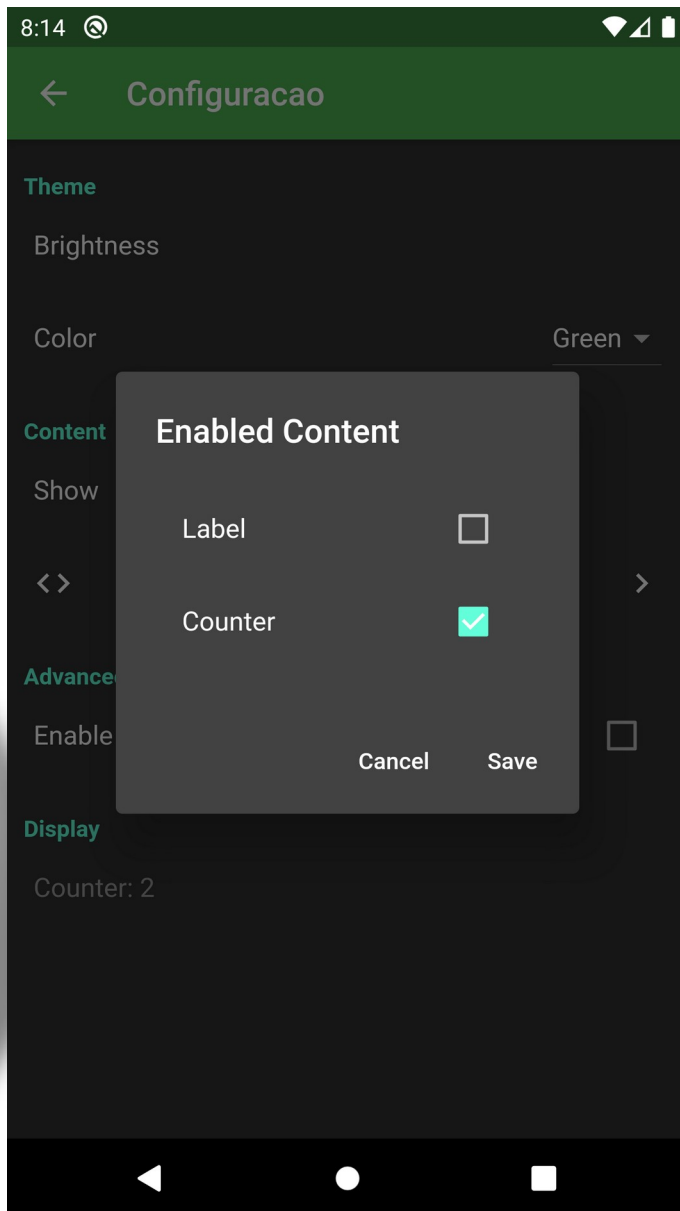 8:14
Configuracao
Theme
Brightness
Color Green
Content
Enabled Content
Show
Label
Counter
Enable
Cancel Save
Display
Counter: 2